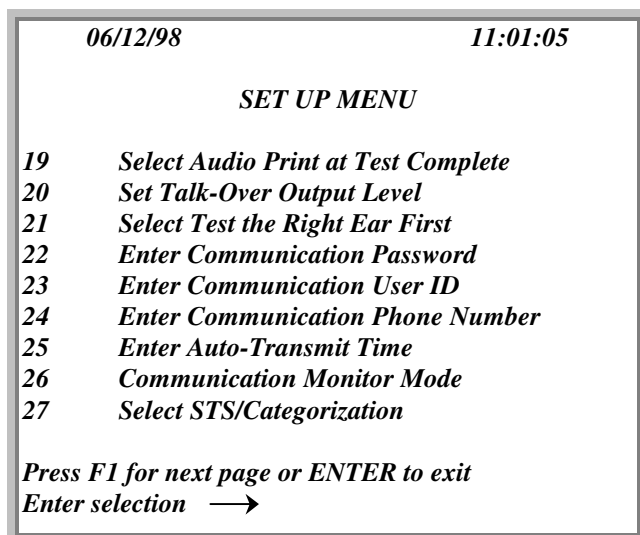 06/12/98 11:01:05
SET UP MENU
19 Select Audio Print at Test Complete
20 Set Talk-Over Output Level
21 Select Test the Right Ear First
22 Enter Communication Password
23 Enter Communication User ID
24 Enter Communication Phone Number
25 Enter Auto-Transmit Time
26 Communication Monitor Mode
27 Select STS/Categorization
Press F1 for next page or ENTER to exit
Enter selection →